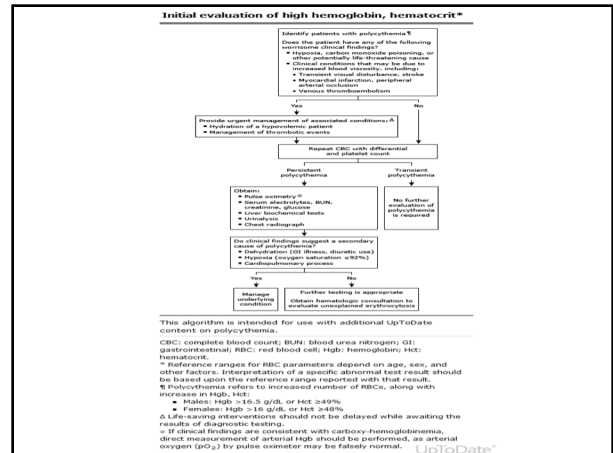 Initial evaluation of high hemoglobin, hematocrit*
Identify patients with polycythemia¶
Does the patient have any of the following
worrisome clinical findings?
• Hypoxia, carbon monoxide poisoning, or
other potentially life-threatening cause
• Clinical conditions that may be due to
increased blood viscosity, including:
• Transient visual disturbance, stroke
• Myocardial infarction, peripheral
arterial occlusion
• Venous thromboembolism
Yes
No
Provide urgent management of associated conditions:Δ
• Hydration of a hypovolemic patient
• Management of thrombotic events
Repeat CBC with differential
and platelet count
Persistent
polycythemia
Transient
polycythemia
Obtain:
• Pulse oximetry◊
• Serum electrolytes, BUN,
creatinine, glucose
• Liver biochemical tests
• Urinalysis
• Chest radiograph
No further
evaluation of
polycythemia
is required
Do clinical findings suggest a secondary
cause of polycythemia?
• Dehydration (GI illness, diuretic use)
• Hypoxia (oxygen saturation ≤92%)
• Cardiopulmonary process
Yes
No
Manage
underlying
condition
Further testing is appropriate
Obtain hematologic consultation to
evaluate unexplained erythrocytosis
This algorithm is intended for use with additional UpToDate
content on polycythemia.
CBC: complete blood count; BUN: blood urea nitrogen; GI:
gastrointestinal; RBC: red blood cell; Hgb: hemoglobin; Hct:
hematocrit.
* Reference ranges for RBC parameters depend on age, sex, and
other factors. Interpretation of a specific abnormal test result should
be based upon the reference range reported with that result.
¶ Polycythemia refers to increased number of RBCs, along with
increase in Hgb, Hct:
• Males: Hgb >16.5 g/dL or Hct ≥49%
• Females: Hgb >16 g/dL or Hct ≥48%
Δ Life-saving interventions should not be delayed while awaiting the
results of diagnostic testing.
◊ If clinical findings are consistent with carboxy-hemoglobinemia,
direct measurement of arterial Hgb should be performed, as arterial
oxygen (pO2) by pulse oximeter may be falsely normal.
UpToDate®